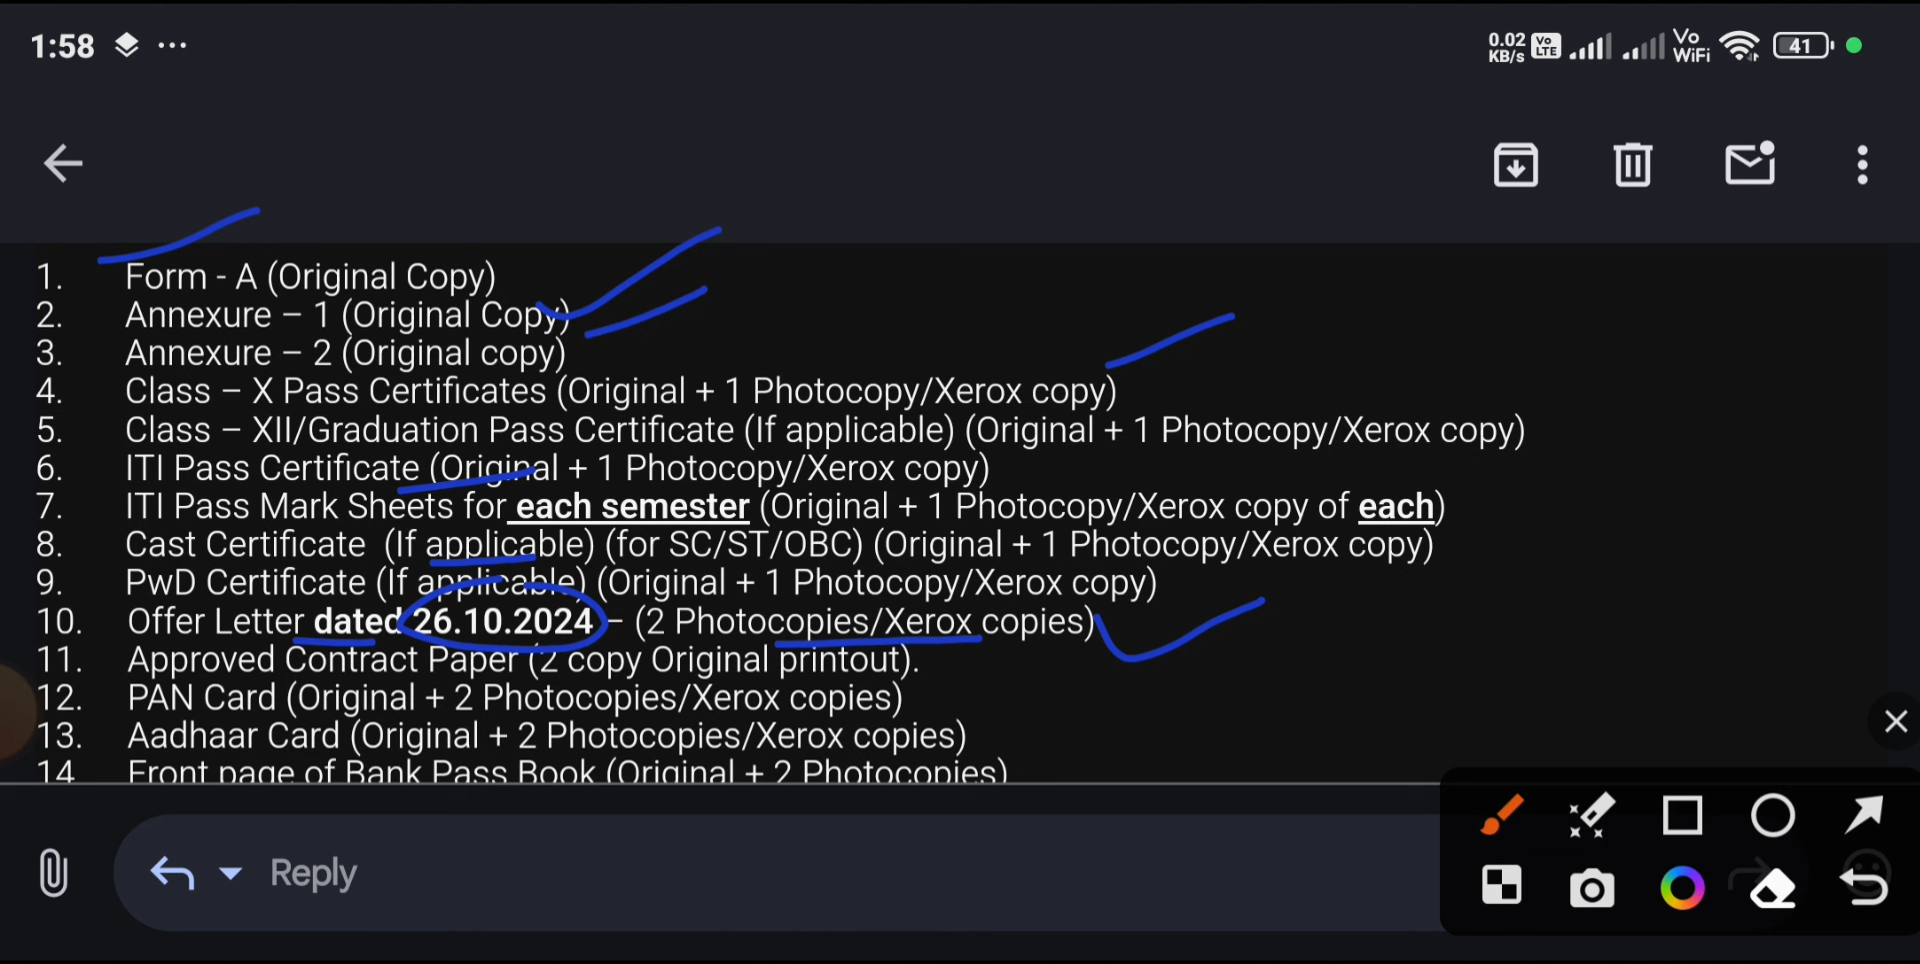 1:58
0.02 KB/s Vo LTE Vo WiFi 41
1. Form - A (Original Copy)
2. Annexure – 1 (Original Copy)
3. Annexure – 2 (Original copy)
4. Class – X Pass Certificates (Original + 1 Photocopy/Xerox copy)
5. Class – XII/Graduation Pass Certificate (If applicable) (Original + 1 Photocopy/Xerox copy)
6. ITI Pass Certificate (Original + 1 Photocopy/Xerox copy)
7. ITI Pass Mark Sheets for each semester (Original + 1 Photocopy/Xerox copy of each)
8. Cast Certificate (If applicable) (for SC/ST/OBC) (Original + 1 Photocopy/Xerox copy)
9. PwD Certificate (If applicable) (Original + 1 Photocopy/Xerox copy)
10. Offer Letter dated 26.10.2024 – (2 Photocopies/Xerox copies)
11. Approved Contract Paper (2 copy Original printout).
12. PAN Card (Original + 2 Photocopies/Xerox copies)
13. Aadhaar Card (Original + 2 Photocopies/Xerox copies)
14 Front page of Bank Pass Book (Original + 2 Photocopies)
Reply